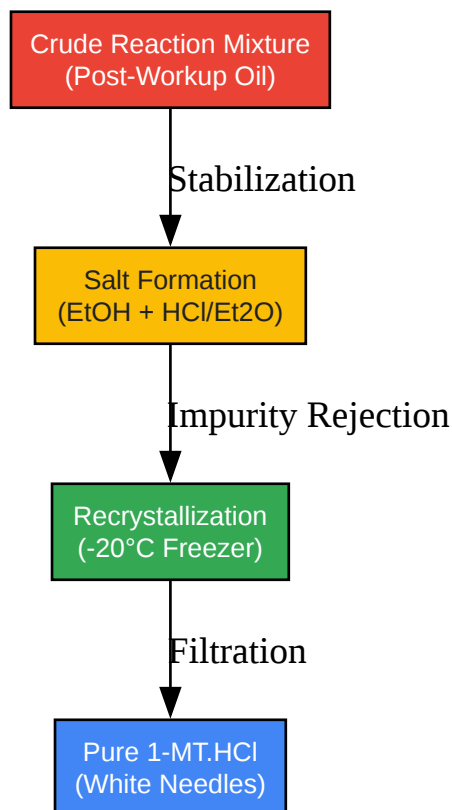 Crude Reaction Mixture
(Post-Workup Oil)
Stabilization
Salt Formation
(EtOH + HCl/Et2O)
Impurity Rejection
Recrystallization
(-20°C Freezer)
Filtration
Pure 1-MT.HCl
(White Needles)